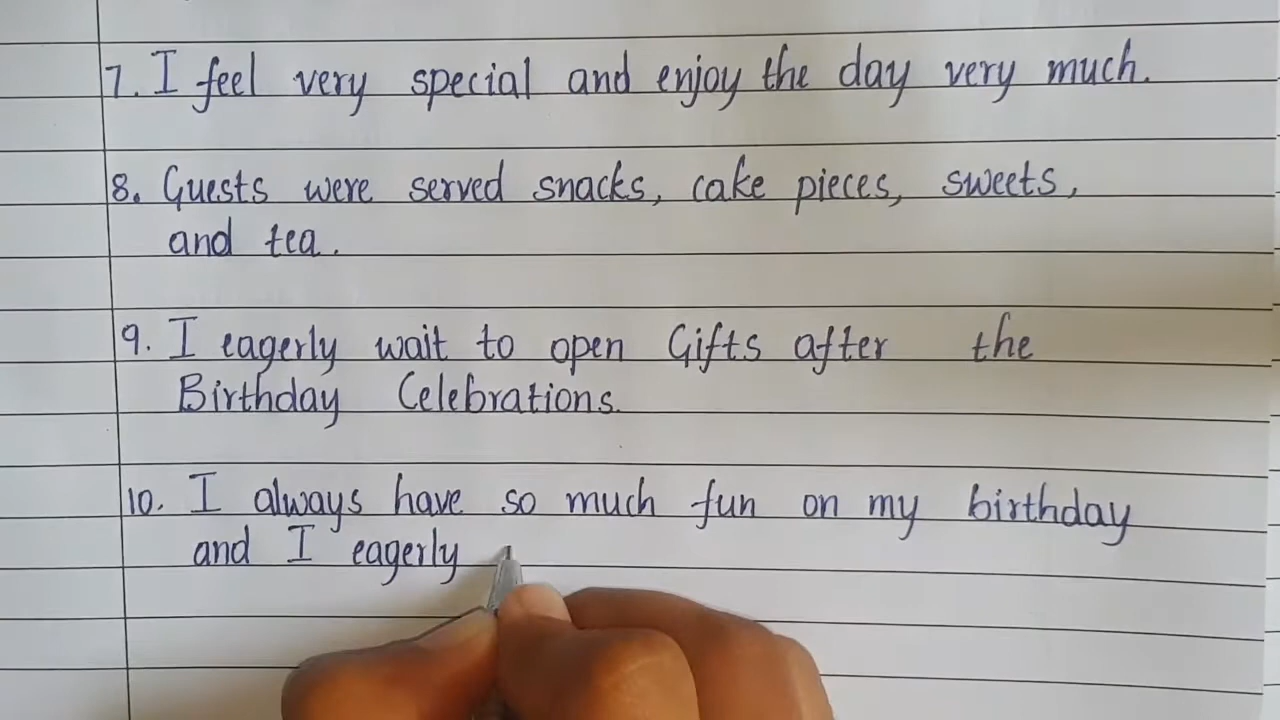 7. I feel very special and enjoy the day very much.
8. Guests were served snacks, cake pieces, sweets,
and tea.
9. I eagerly wait to open Gifts after the
Birthday Celebrations.
10. I always have so much fun on my birthday
and I eagerly